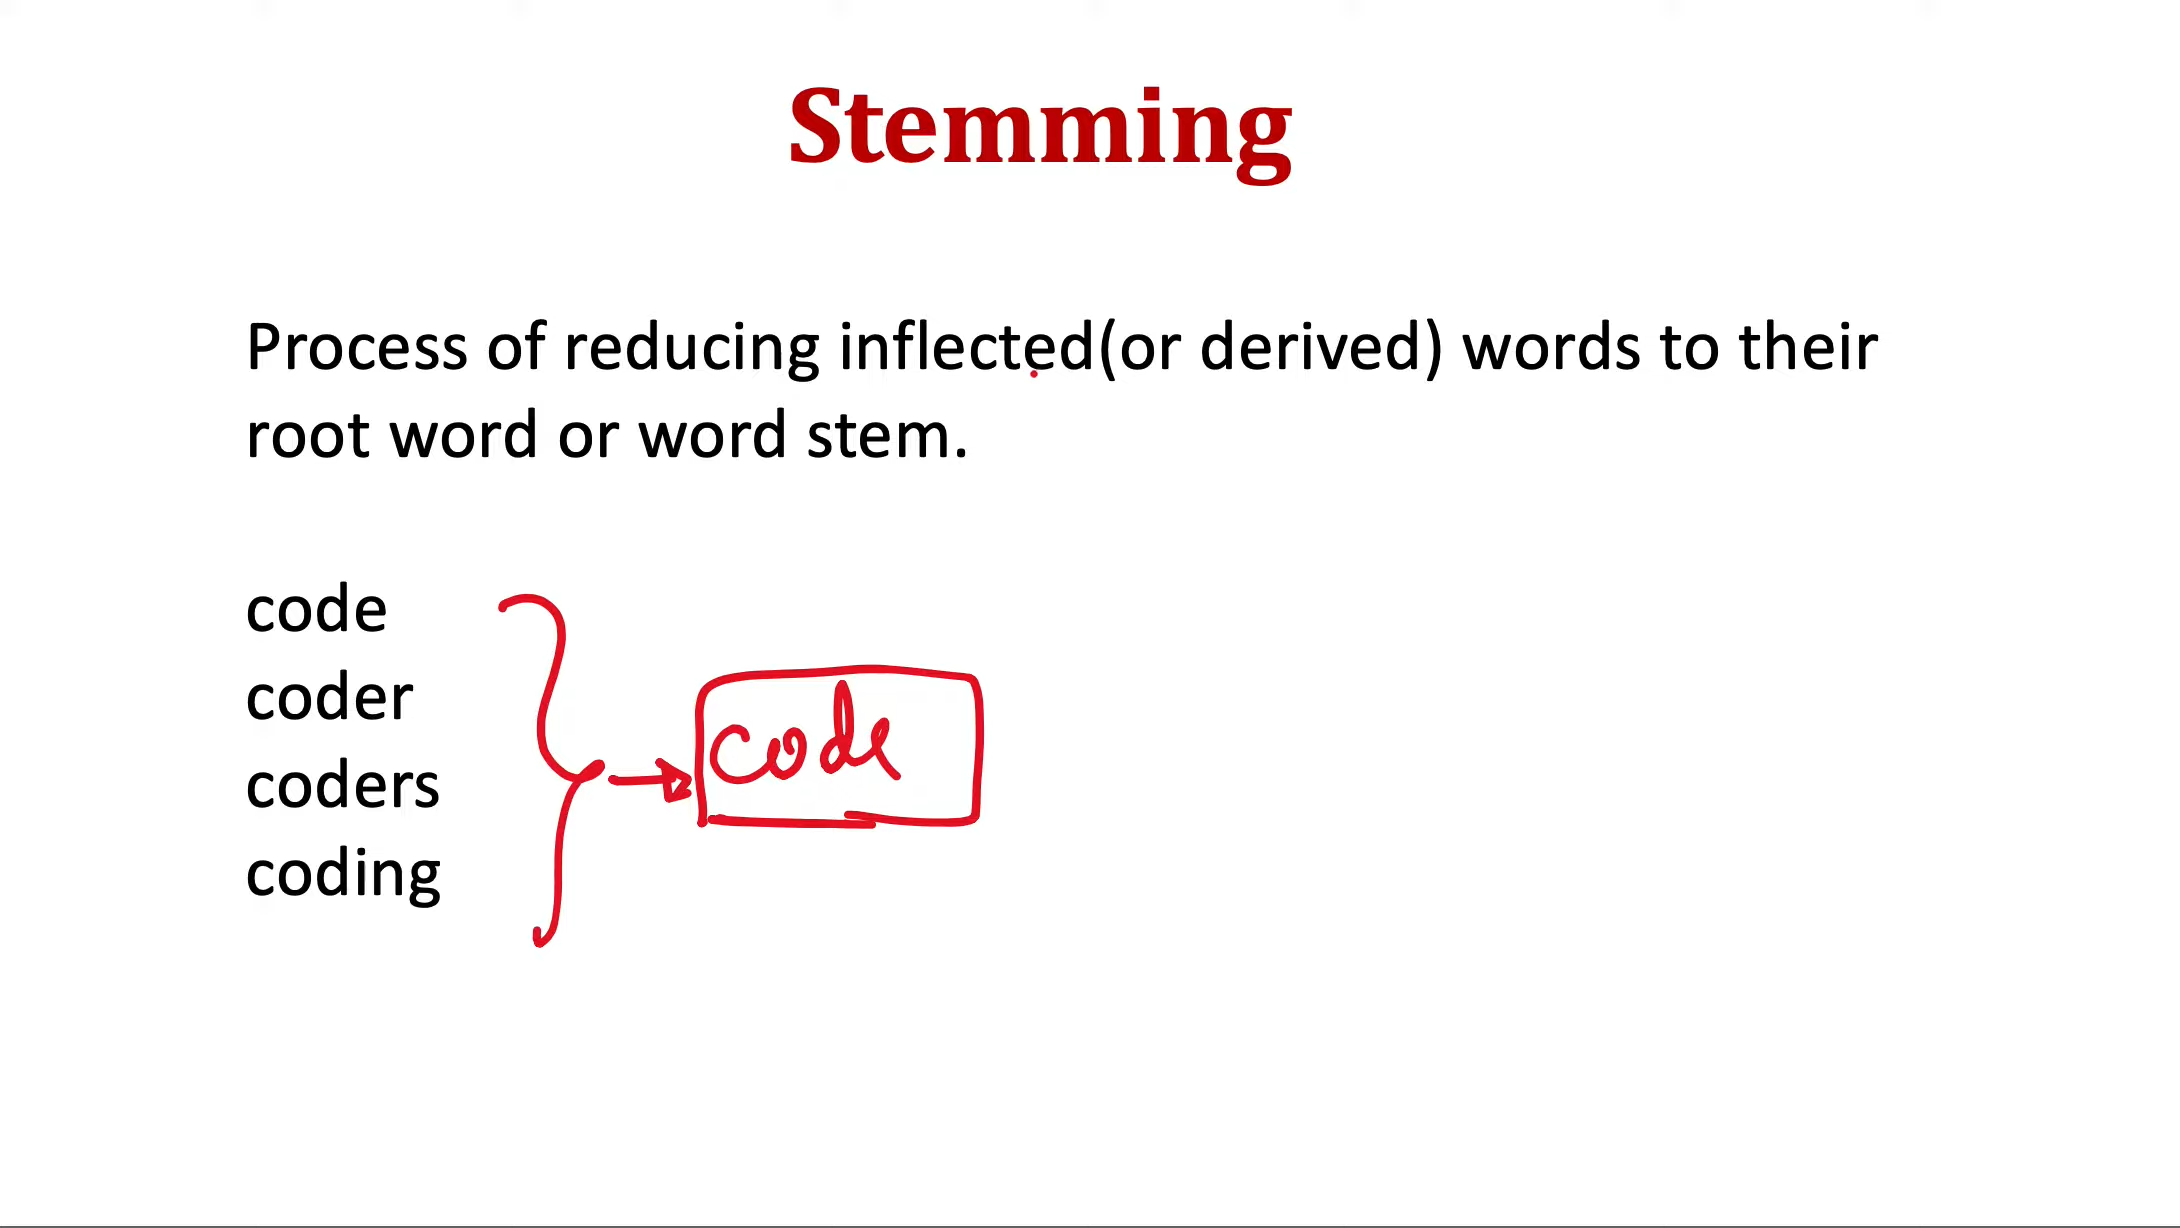 Stemming
Process of reducing inflected(or derived) words to their
root word or word stem.
code
coder
coders
coding
code